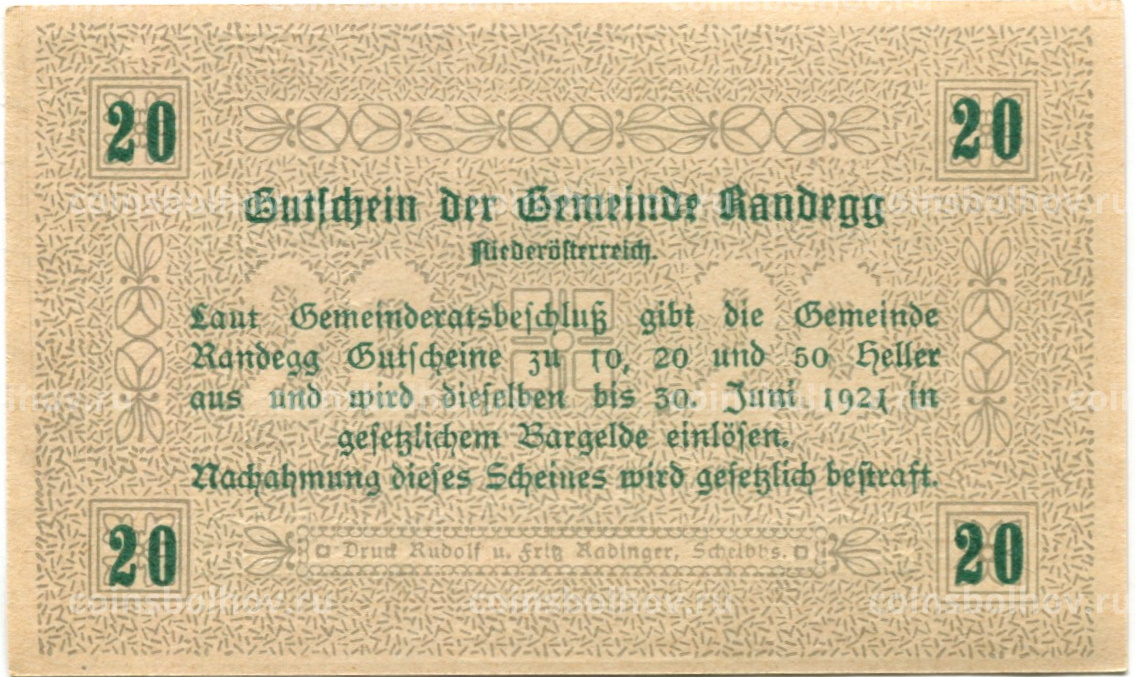 20 20
Gutschein der Gemeinde Randegg
Niederösterreich.
Laut Gemeinderatsbeschluß gibt die Gemeinde
Randegg Gutscheine zu 10, 20 und 50 Heller
aus und wird dieselben bis 30. Juni 1921 in
gesetzlichem Bargelde einlösen.
Nachahmung dieses Scheines wird gesetzlich bestraft.
Druck Rudolf u. Fritz Radinger, Scheibbs.
20 20
coinsbolhov.ru